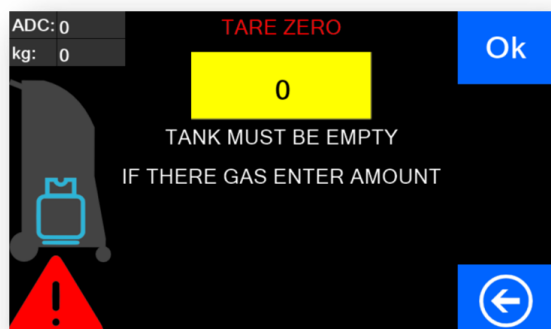 ADC: 0
kg: 0
TARE ZERO
Ok
0
TANK MUST BE EMPTY
IF THERE GAS ENTER AMOUNT
!